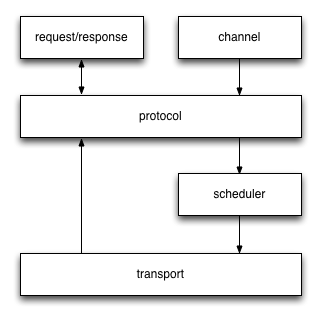 request/response
channel
protocol
scheduler
transport